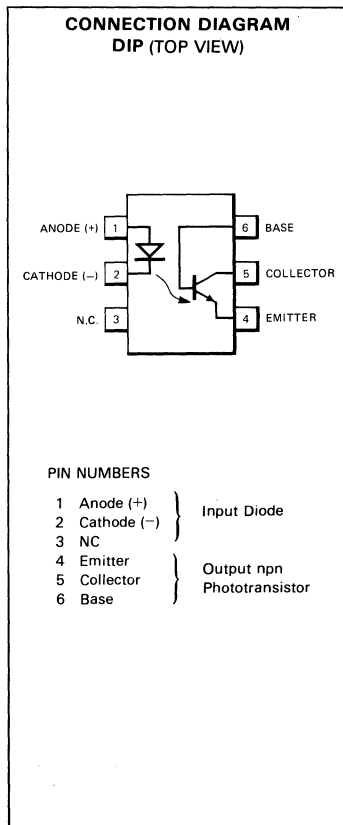 CONNECTION DIAGRAM
DIP (TOP VIEW)
ANODE (+) 1
6 BASE
CATHODE (−) 2
5 COLLECTOR
N.C. 3
4 EMITTER
PIN NUMBERS
1 Anode (+)
2 Cathode (−)
3 NC
Input Diode
4 Emitter
5 Collector
6 Base
Output npn
Phototransistor